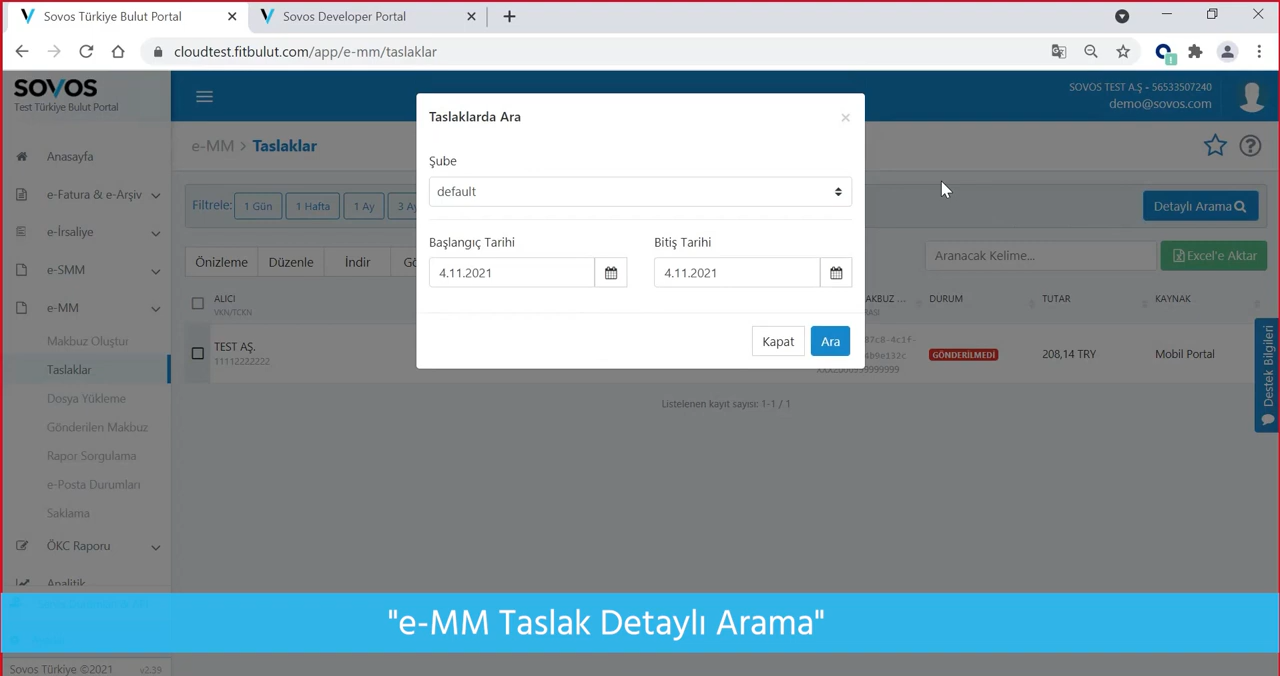 Sovos Türkiye Bulut Portal
Sovos Developer Portal
cloudtest.fitbulut.com/app/e-mm/taslaklar
SOVOS
Test Türkiye Bulut Portal
SOVOS TEST A.Ş - 56533507240
demo@sovos.com
Anasayfa
e-Fatura & e-Arşiv
e-İrsaliye
e-SMM
e-MM
Makbuz Oluştur
Taslaklar
Dosya Yükleme
Gönderilen Makbuz
Rapor Sorgulama
e-Posta Durumları
Saklama
ÖKC Raporu
Analitik
Sovos Türkiye ©2021 v2.39
e-MM > Taslaklar
Filtrele: 1 Gün 1 Hafta 1 Ay 3 Ay
Detaylı Arama
Önizleme Düzenle İndir
Aranacak Kelime...
Excel'e Aktar
ALICI
VKN/TCKN
MAKBUZ ...
DURUM
TUTAR
KAYNAK
TEST AŞ.
11112222222
GÖNDERİLMEDİ
208,14 TRY
Mobil Portal
Listelenen kayıt sayısı: 1-1 / 1
Destek Bilgileri
Taslaklarda Ara
×
Şube
default
Başlangıç Tarihi
Bitiş Tarihi
4.11.2021
4.11.2021
Kapat
Ara
"e-MM Taslak Detaylı Arama"